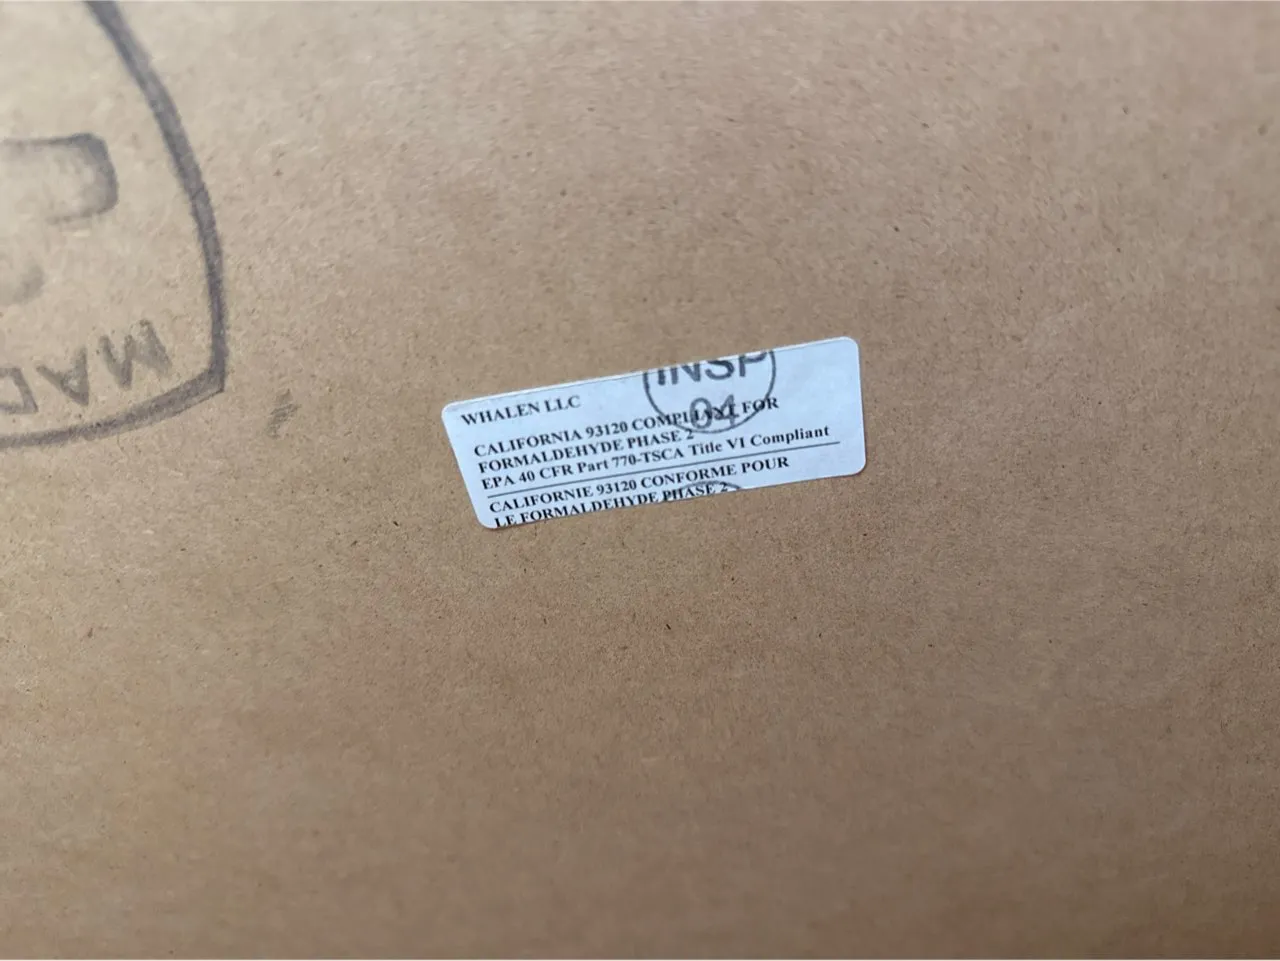 INSP
04
WHALEN LLC
CALIFORNIA 93120 COMPLIANT FOR
FORMALDEHYDE PHASE 2
EPA 40 CFR Part 770-TSCA Title VI Compliant
CALIFORNIE 93120 CONFORME POUR
LE FORMALDEHYDE PHASE 2